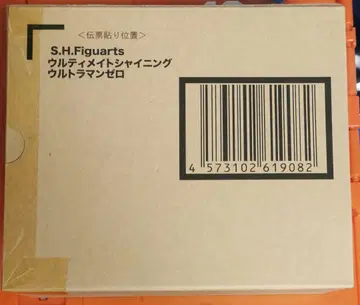 <伝票貼り位置>
S.H.Figuarts
ウルティメイトシャイニング
ウルトラマンゼロ
4 573102 619082